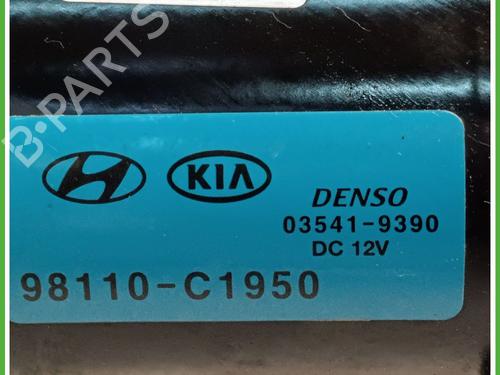 B-PARTS
KIA
DENSO
03541-9390
DC 12V
98110-C1950